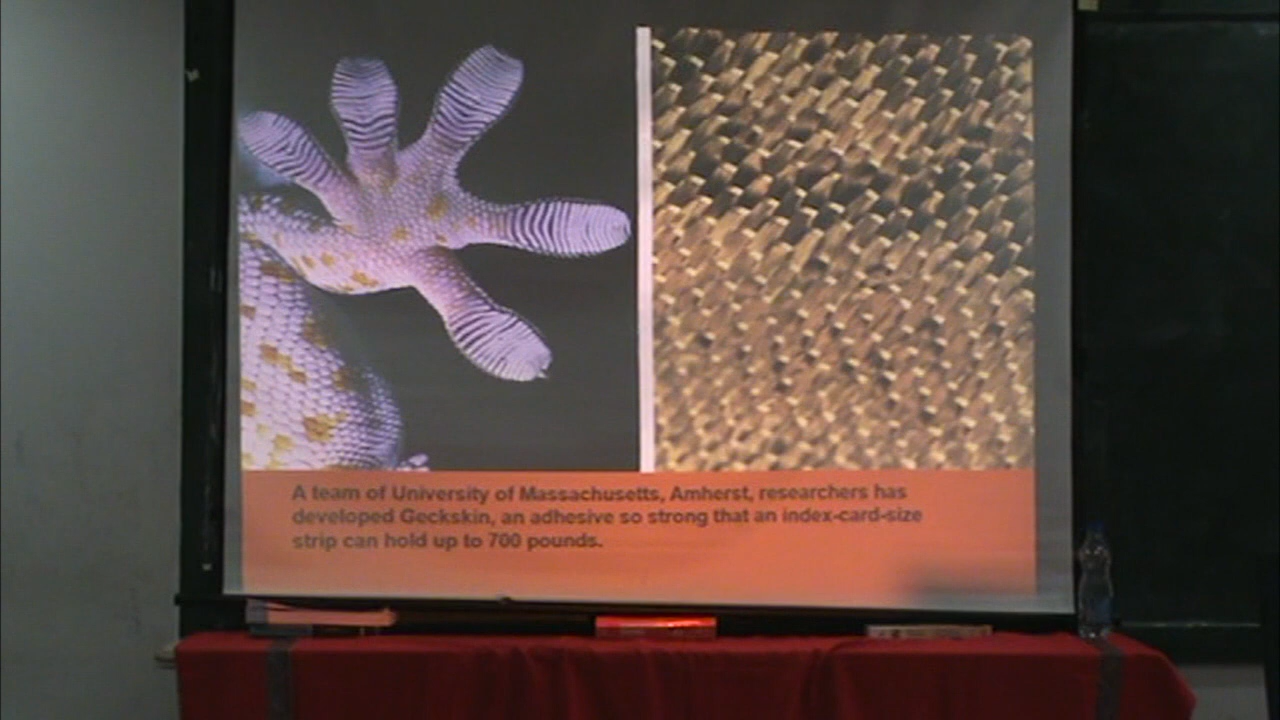 A team of University of Massachusetts, Amherst, researchers has
developed Geckskin, an adhesive so strong that an index-card-size
strip can hold up to 700 pounds.